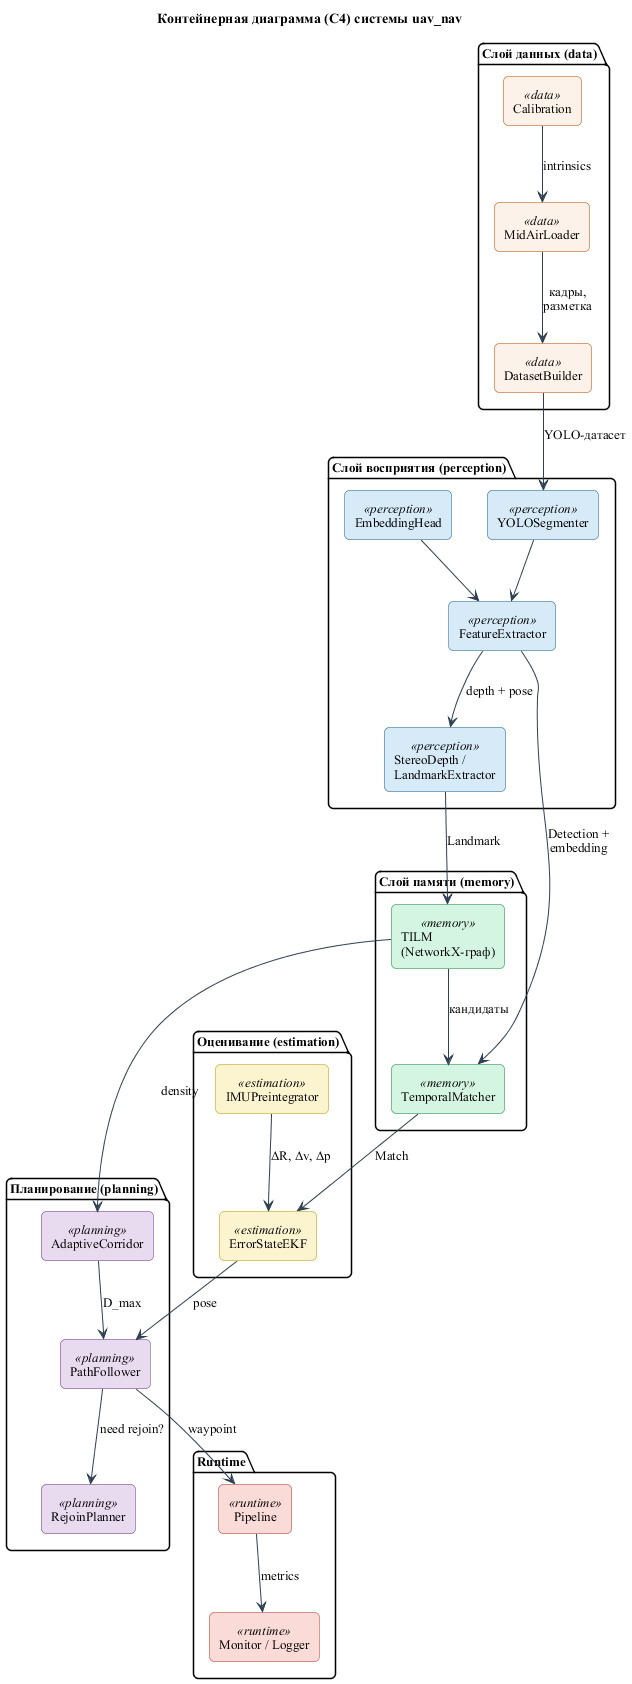 Контейнерная диаграмма (C4) системы uav_nav
Слой данных (data)
«data»
Calibration
intrinsics
«data»
MidAirLoader
кадры,
разметка
«data»
DatasetBuilder
YOLO-датасет
Слой восприятия (perception)
«perception»
EmbeddingHead
«perception»
YOLOSegmenter
«perception»
FeatureExtractor
depth + pose
«perception»
StereoDepth /
LandmarkExtractor
Landmark
Detection +
embedding
Слой памяти (memory)
«memory»
TILM
(NetworkX-граф)
кандидаты
«memory»
TemporalMatcher
Оценивание (estimation)
«estimation»
IMUPreintegrator
density
ΔR, Δv, Δp
Match
«estimation»
ErrorStateEKF
Планирование (planning)
«planning»
AdaptiveCorridor
D_max
pose
«planning»
PathFollower
need rejoin?
waypoint
«planning»
RejoinPlanner
Runtime
«runtime»
Pipeline
metrics
«runtime»
Monitor / Logger